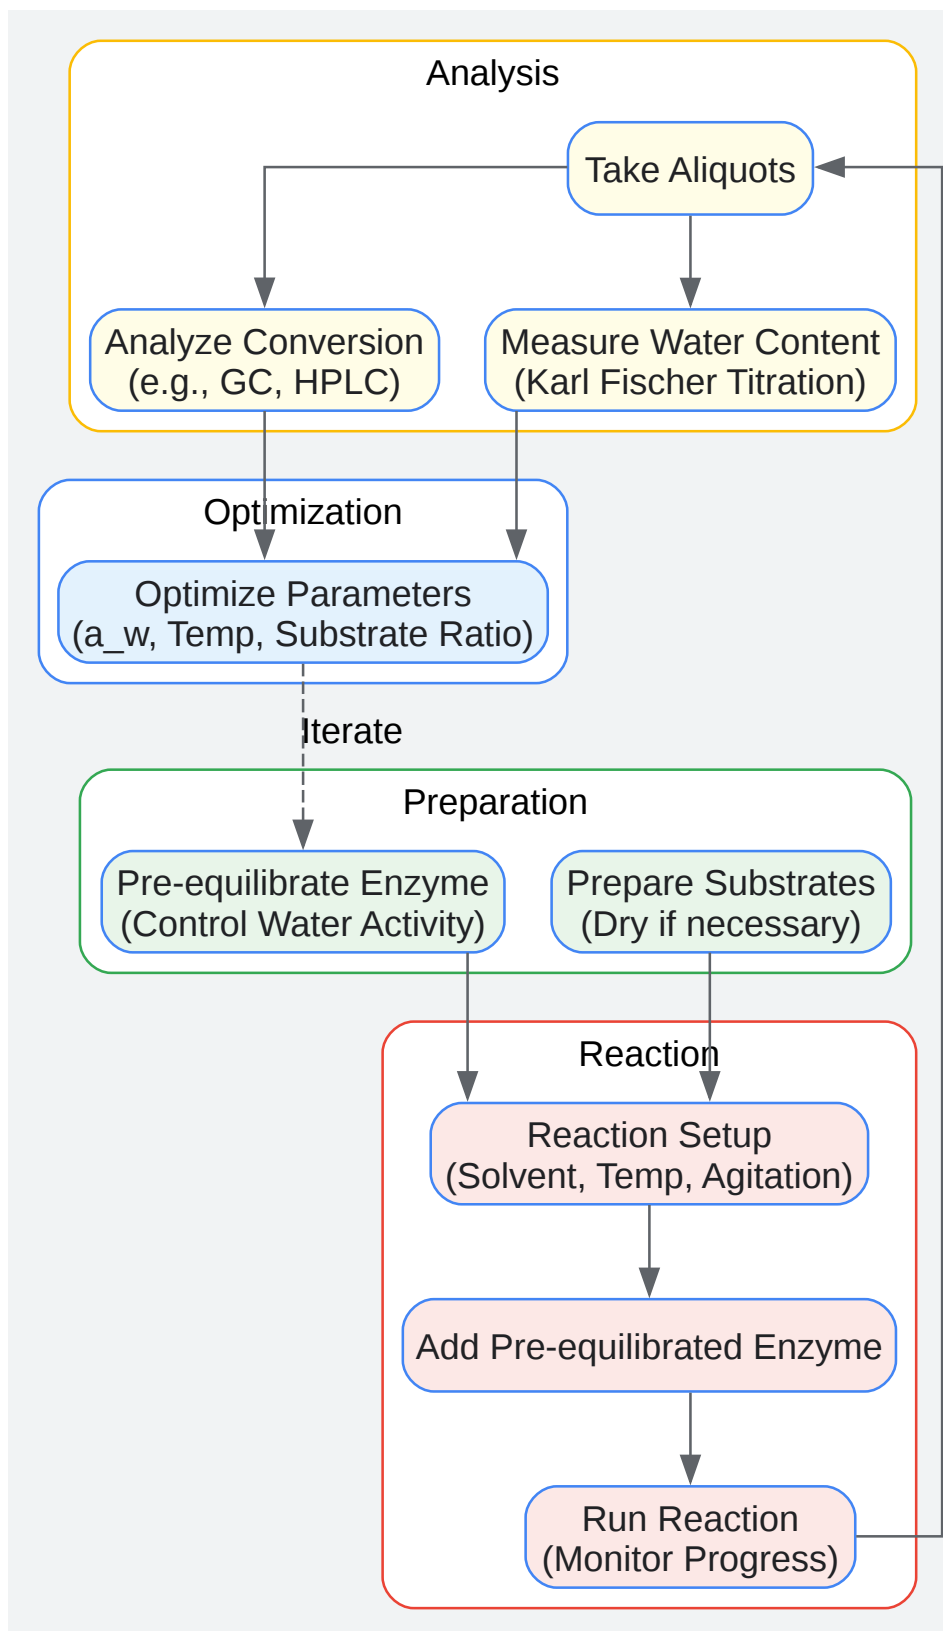 Analysis
Take Aliquots
Analyze Conversion
(e.g., GC, HPLC)
Measure Water Content
(Karl Fischer Titration)
Optimization
Optimize Parameters
(a_w, Temp, Substrate Ratio)
Iterate
Preparation
Pre-equilibrate Enzyme
(Control Water Activity)
Prepare Substrates
(Dry if necessary)
Reaction
Reaction Setup
(Solvent, Temp, Agitation)
Add Pre-equilibrated Enzyme
Run Reaction
(Monitor Progress)